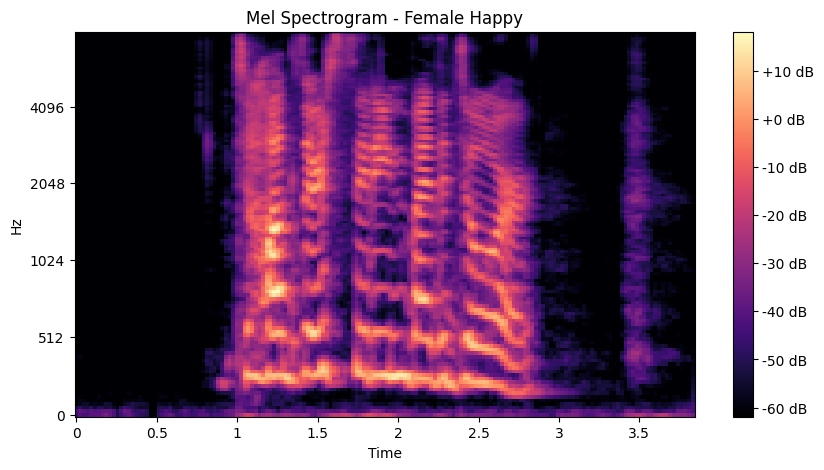 Mel Spectrogram - Female Happy
Hz
4096
2048
1024
512
0
0
0.5
1
1.5
2
2.5
3
3.5
Time
+10 dB
+0 dB
-10 dB
-20 dB
-30 dB
-40 dB
-50 dB
-60 dB